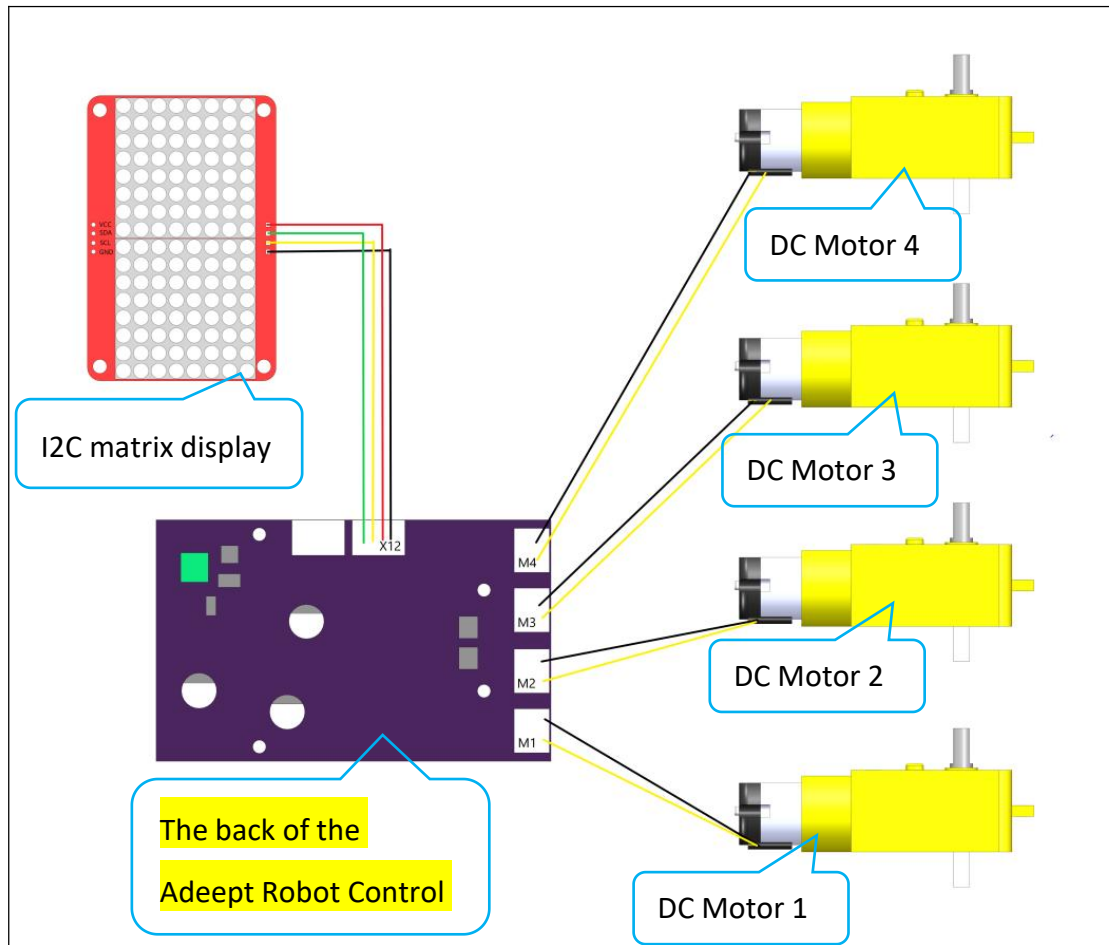 VCC
SDA
SCL
GND
I2C matrix display
X12
M4
M3
M2
M1
DC Motor 4
DC Motor 3
DC Motor 2
DC Motor 1
The back of the
Adeept Robot Control